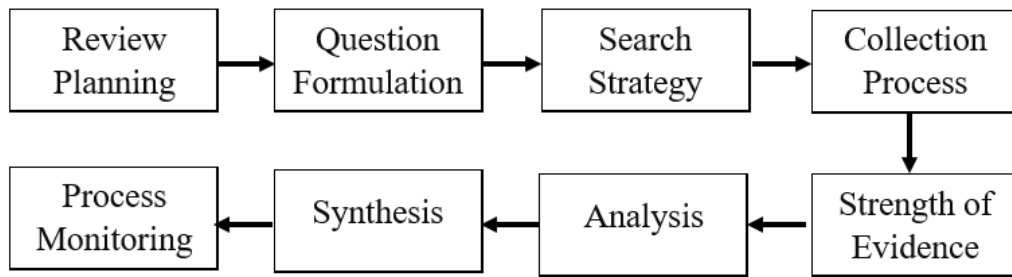 Review
Planning
Question
Formulation
Search
Strategy
Collection
Process
Strength of
Evidence
Analysis
Synthesis
Process
Monitoring